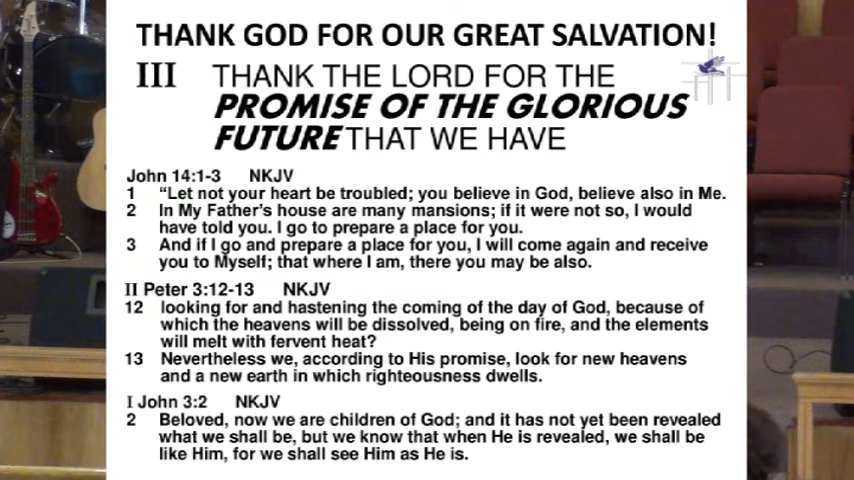 THANK GOD FOR OUR GREAT SALVATION!
III THANK THE LORD FOR THE
PROMISE OF THE GLORIOUS
FUTURE THAT WE HAVE
John 14:1-3 NKJV
1 “Let not your heart be troubled; you believe in God, believe also in Me.
2 In My Father’s house are many mansions; if it were not so, I would
have told you. I go to prepare a place for you.
3 And if I go and prepare a place for you, I will come again and receive
you to Myself; that where I am, there you may be also.
II Peter 3:12-13 NKJV
12 looking for and hastening the coming of the day of God, because of
which the heavens will be dissolved, being on fire, and the elements
will melt with fervent heat?
13 Nevertheless we, according to His promise, look for new heavens
and a new earth in which righteousness dwells.
I John 3:2 NKJV
2 Beloved, now we are children of God; and it has not yet been revealed
what we shall be, but we know that when He is revealed, we shall be
like Him, for we shall see Him as He is.